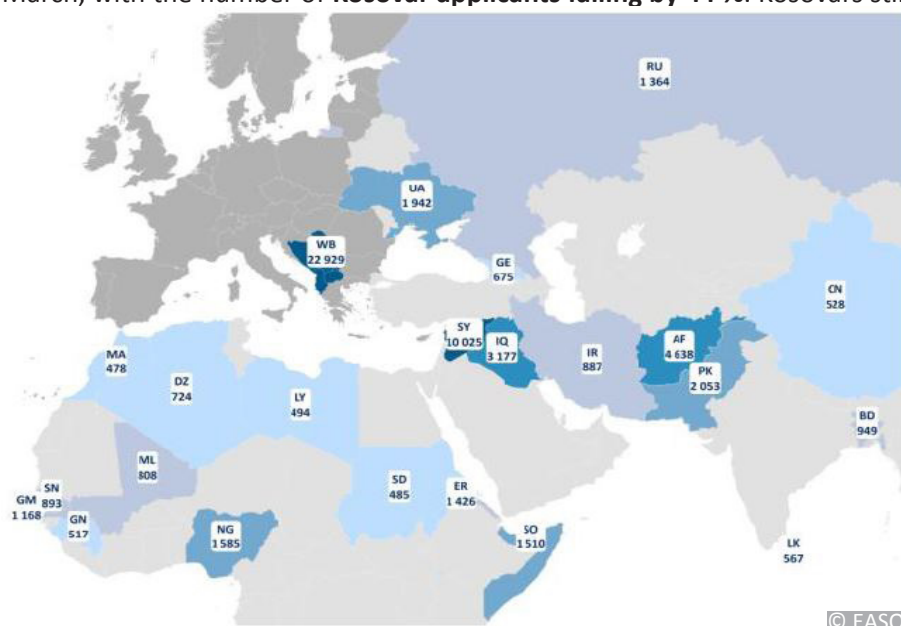 March, with the number of Kosovar applicants falling by
RU
1 364
UA
1 942
WB
22 929
GE
675
CN
528
SY
10 025
IQ
3 177
IR
887
AF
4 638
PK
2 053
MA
478
DZ
724
LY
494
BD
949
ML
808
SN
893
GM
1 168
GN
517
NG
1 585
SD
485
ER
1 426
SO
1 510
LK
567
© EASO